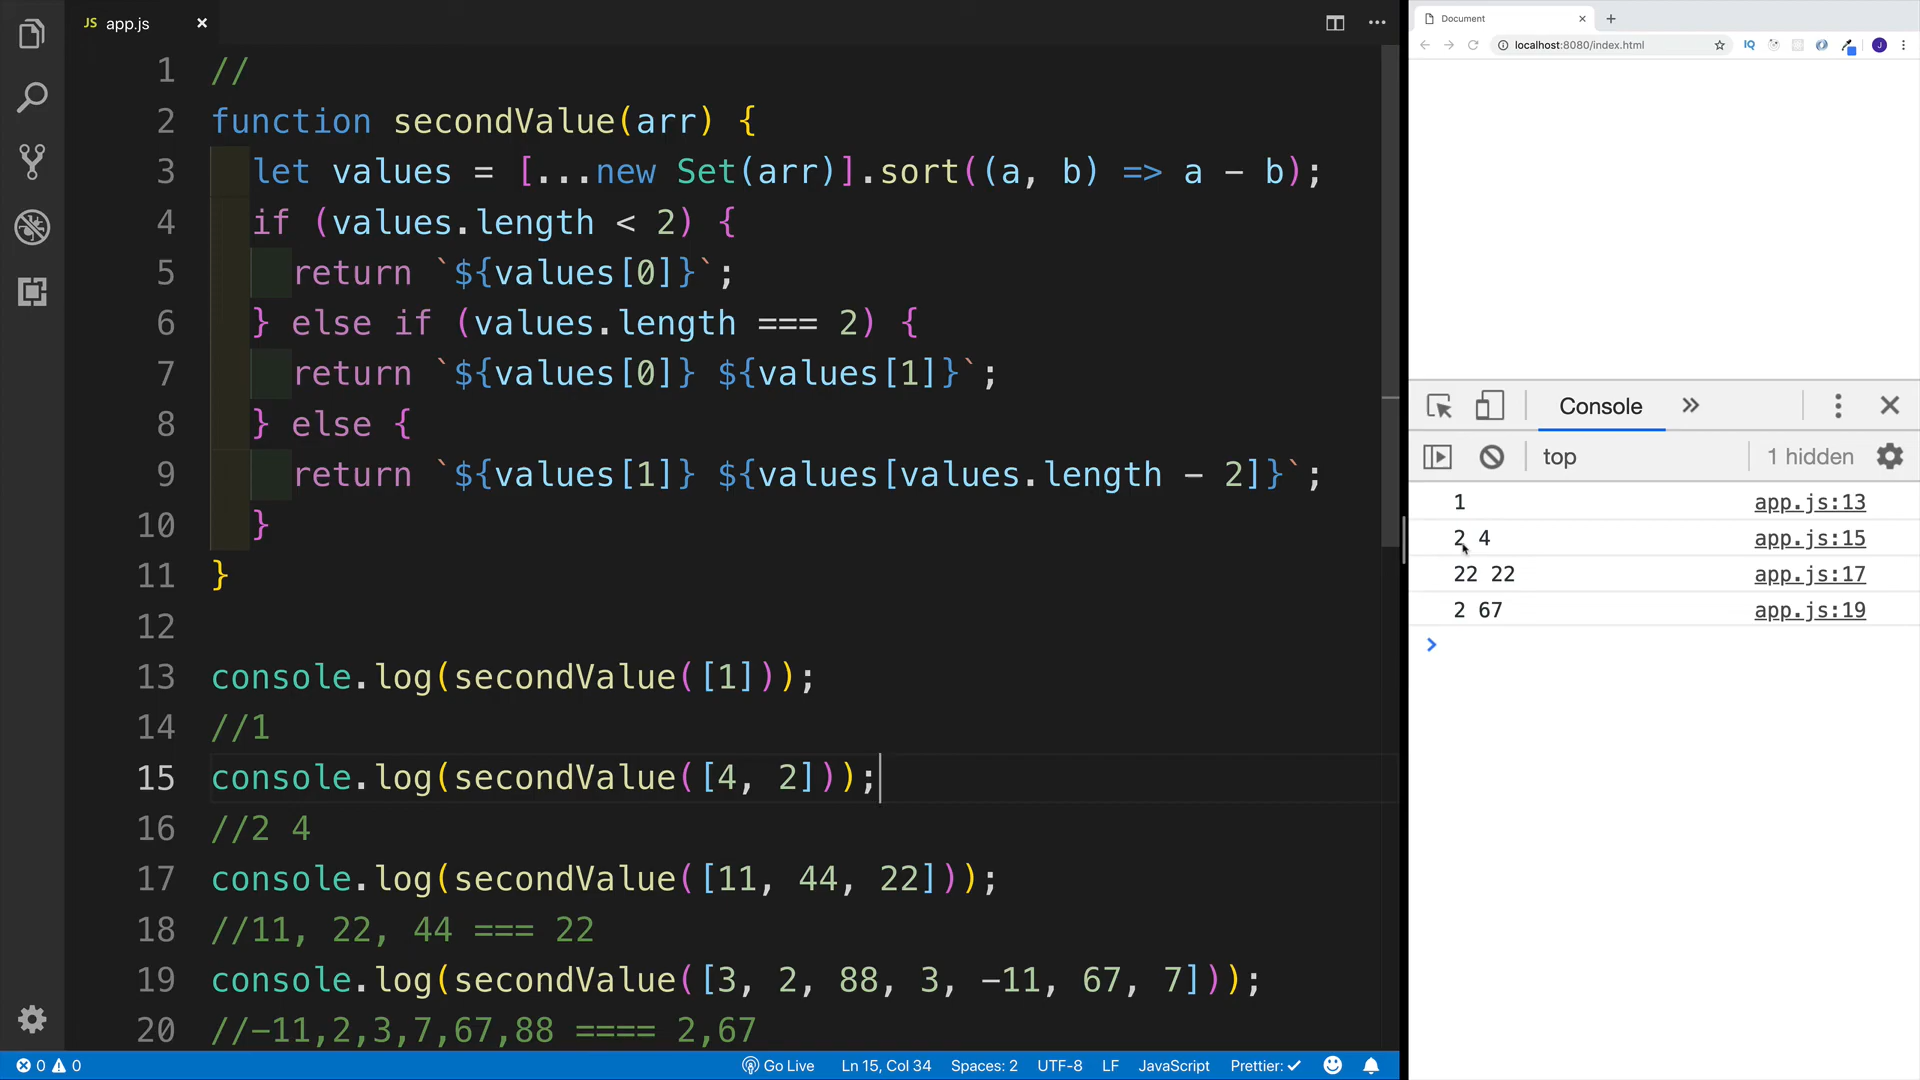 JS app.js
1 //
2 function secondValue(arr) {
3 let values = [...new Set(arr)].sort((a, b) => a - b);
4 if (values.length < 2) {
5 return `${values[0]}`;
6 } else if (values.length === 2) {
7 return `${values[0]} ${values[1]}`;
8 } else {
9 return `${values[1]} ${values[values.length - 2]}`;
10 }
11 }
12
13 console.log(secondValue([1]));
14 //1
15 console.log(secondValue([4, 2]));
16 //2 4
17 console.log(secondValue([11, 44, 22]));
18 //11, 22, 44 === 22
19 console.log(secondValue([3, 2, 88, 3, -11, 67, 7]));
20 //-11,2,3,7,67,88 ==== 2,67
0 0 Go Live Ln 15, Col 34 Spaces: 2 UTF-8 LF JavaScript Prettier:
Document
localhost:8080/index.html IQ J
Console
top 1 hidden
1 app.js:13
2 4 app.js:15
22 22 app.js:17
2 67 app.js:19